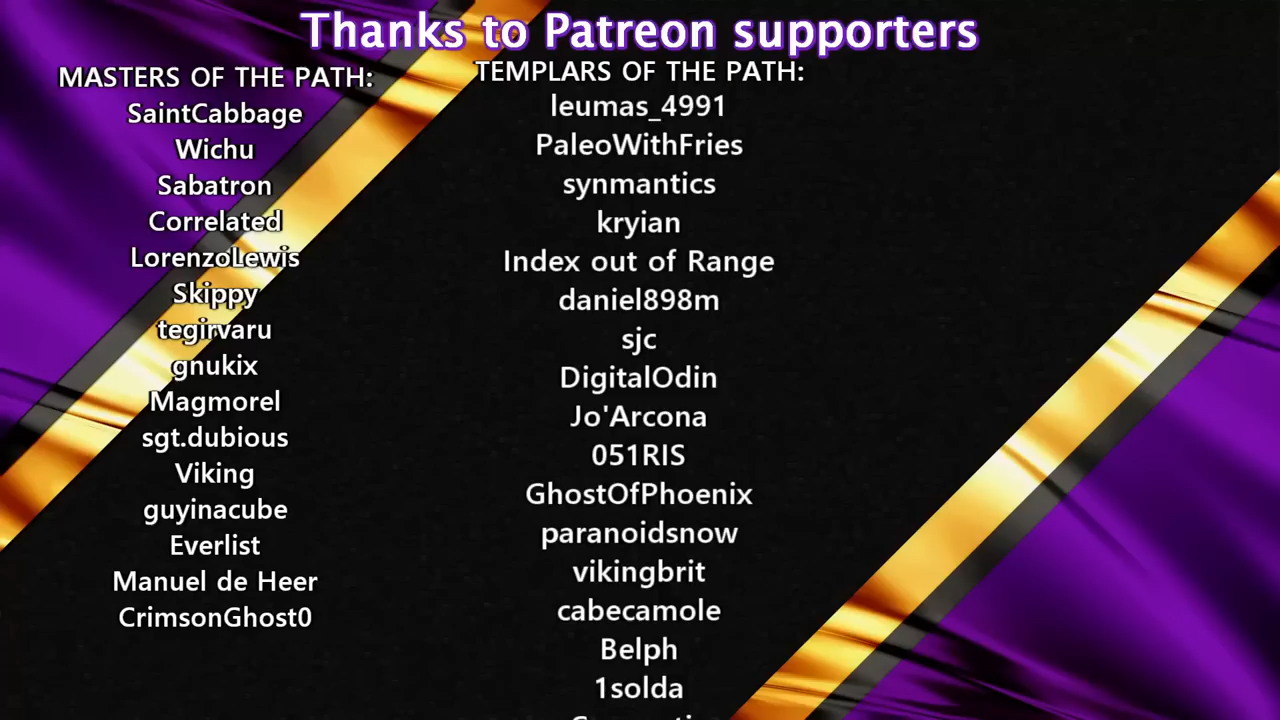 Thanks to Patreon supporters
MASTERS OF THE PATH:
SaintCabbage
Wichu
Sabatron
Correlated
LorenzoLewis
Skippy
tegirvaru
gnukix
Magmorel
sgt.dubious
Viking
guyinacube
Everlist
Manuel de Heer
CrimsonGhost0
TEMPLARS OF THE PATH:
leumas_4991
PaleoWithFries
synmantics
kryian
Index out of Range
daniel898m
sjc
DigitalOdin
Jo'Arcona
051RIS
GhostOfPhoenix
paranoidsnow
vikingbrit
cabecamole
Belph
1solda